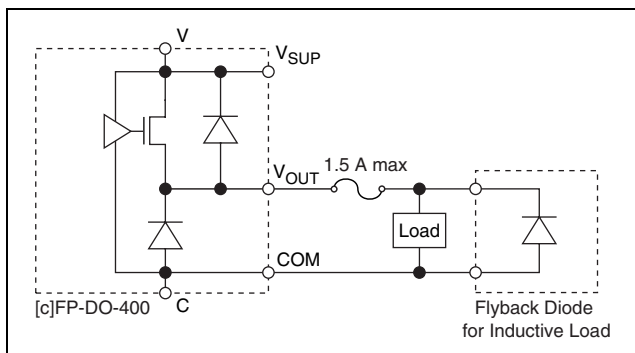 V
VSUP
VOUT
1.5 A max
Load
COM
[c]FP-DO-400
C
Flyback Diode
for Inductive Load